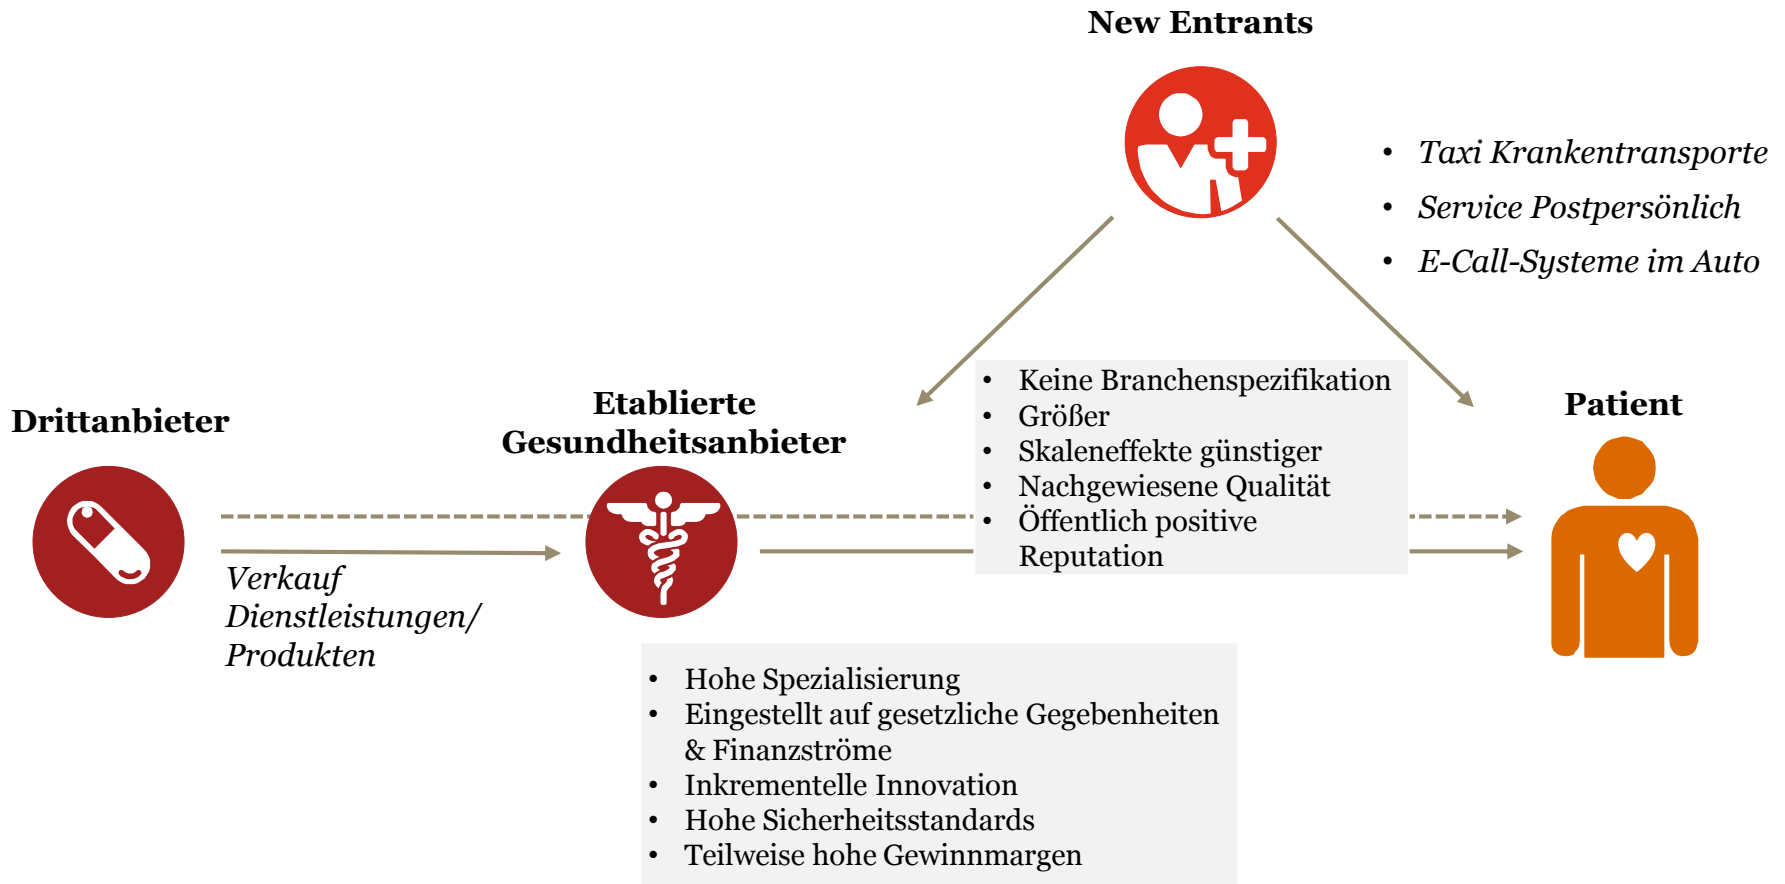 New Entrants
• Taxi Krankentransporte
• Service Postpersönlich
• E-Call-Systeme im Auto
Drittanbieter
Etablierte
Gesundheitsanbieter
• Keine Branchenspezifikation
• Größer
• Skaleneffekte günstiger
• Nachgewiesene Qualität
• Öffentlich positive
Reputation
Patient
Verkauf
Dienstleistungen/
Produkten
• Hohe Spezialisierung
• Eingestellt auf gesetzliche Gegebenheiten
& Finanzströme
• Inkrementelle Innovation
• Hohe Sicherheitsstandards
• Teilweise hohe Gewinnmargen